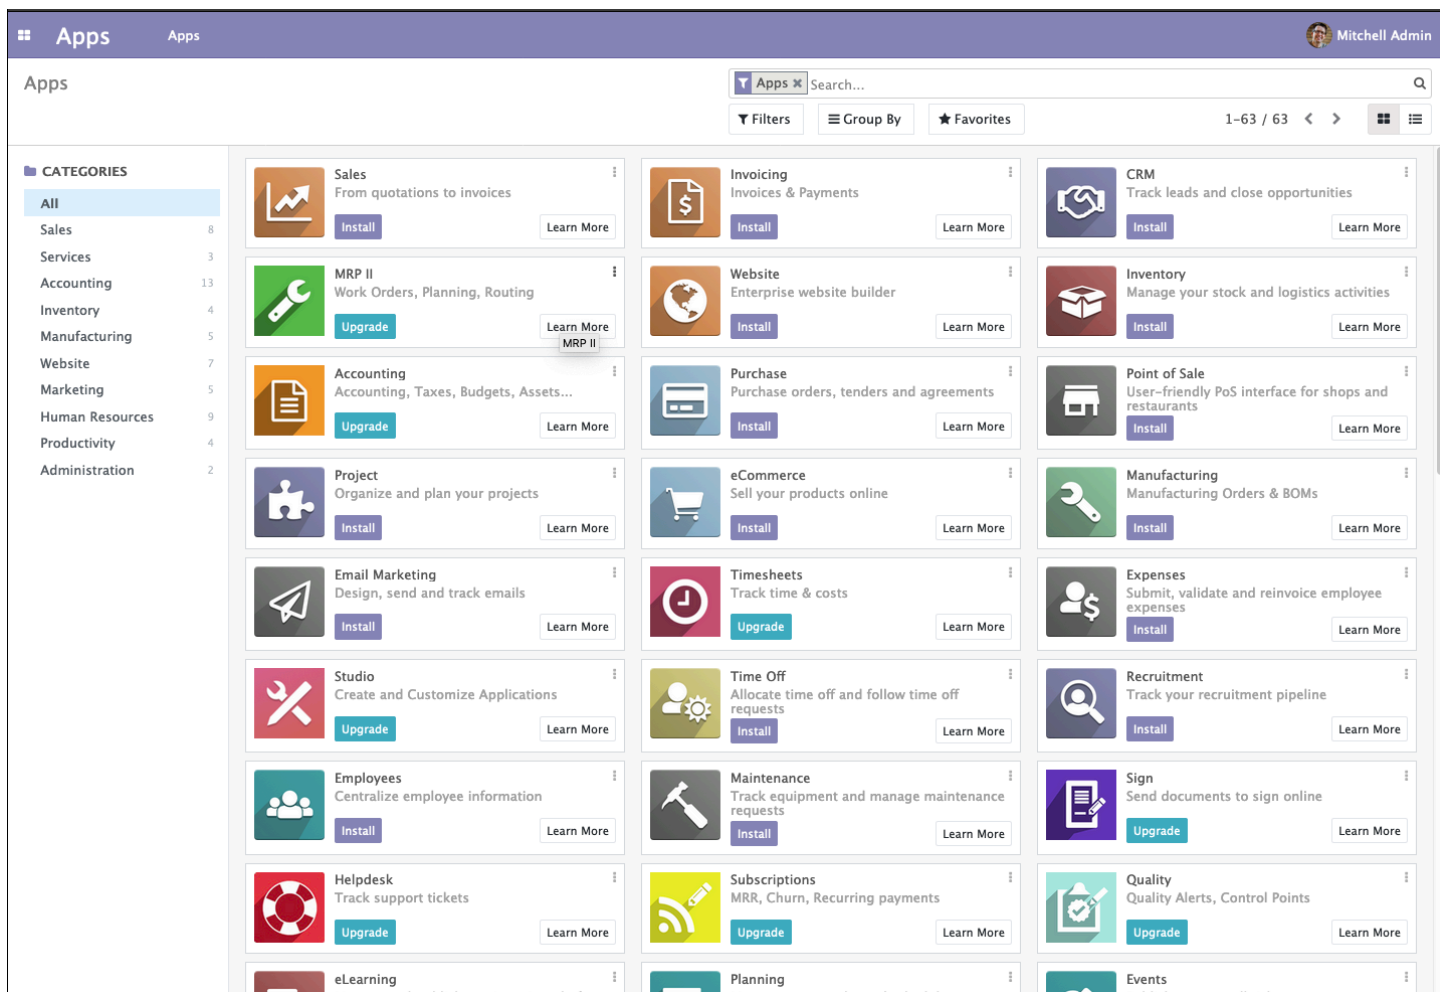 Apps
Apps
Mitchell Admin
Apps
Apps ×
Search...
Filters
Group By
Favorites
1-63 / 63
CATEGORIES
All
Sales 8
Services 3
Accounting 13
Inventory 4
Manufacturing 5
Website 7
Marketing 5
Human Resources 9
Productivity 4
Administration 2
Sales
From quotations to invoices
Install
Learn More
Invoicing
Invoices & Payments
Install
Learn More
CRM
Track leads and close opportunities
Install
Learn More
MRP II
Work Orders, Planning, Routing
Upgrade
Learn More
MRP II
Website
Enterprise website builder
Install
Learn More
Inventory
Manage your stock and logistics activities
Install
Learn More
Accounting
Accounting, Taxes, Budgets, Assets...
Upgrade
Learn More
Purchase
Purchase orders, tenders and agreements
Install
Learn More
Point of Sale
User-friendly PoS interface for shops and
restaurants
Install
Learn More
Project
Organize and plan your projects
Install
Learn More
eCommerce
Sell your products online
Install
Learn More
Manufacturing
Manufacturing Orders & BOMs
Install
Learn More
Email Marketing
Design, send and track emails
Install
Learn More
Timesheets
Track time & costs
Upgrade
Learn More
Expenses
Submit, validate and reinvoice employee
expenses
Install
Learn More
Studio
Create and Customize Applications
Upgrade
Learn More
Time Off
Allocate time off and follow time off
requests
Install
Learn More
Recruitment
Track your recruitment pipeline
Install
Learn More
Employees
Centralize employee information
Install
Learn More
Maintenance
Track equipment and manage maintenance
requests
Install
Learn More
Sign
Send documents to sign online
Upgrade
Learn More
Helpdesk
Track support tickets
Upgrade
Learn More
Subscriptions
MRR, Churn, Recurring payments
Upgrade
Learn More
Quality
Quality Alerts, Control Points
Upgrade
Learn More
eLearning
Planning
Events